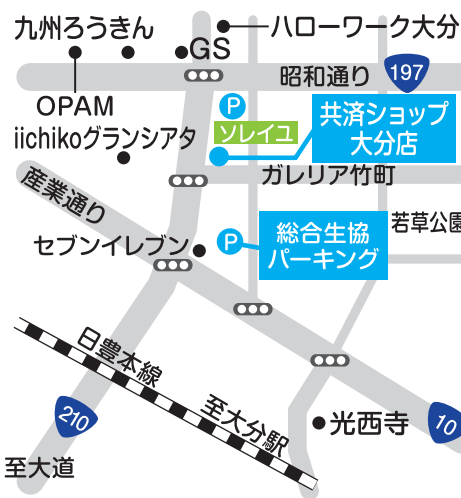 九州ろうきん
ハローワーク大分
GS
昭和通り
197
OPAM
P
共済ショップ
大分店
ソレイユ
iichikoグランシアタ
ガレリア竹町
産業通り
若草公園
セブンイレブン
P
総合生協
パーキング
日豊本線
至大分駅
210
光西寺
10
至大道